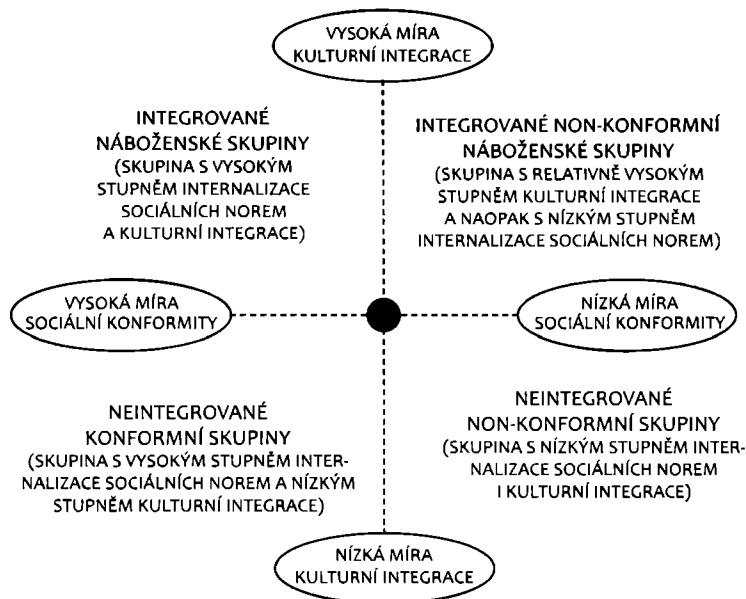 VYSOKÁ MÍRA
KULTURNÍ INTEGRACE
INTEGROVANÉ
NÁBOŽENSKÉ SKUPINY
(SKUPINA S VYSOKÝM
STUPNĚM INTERNALIZACE
SOCIÁLNÍCH NOREM
A KULTURNÍ INTEGRACE)
INTEGROVANÉ NON-KONFORMNÍ
NÁBOŽENSKÉ SKUPINY
(SKUPINA S RELATIVNĚ VYSOKÝM
STUPNĚM KULTURNÍ INTEGRACE
A NAOPAK S NÍZKÝM STUPNĚM
INTERNALIZACE SOCIÁLNÍCH NOREM)
VYSOKÁ MÍRA
SOCIÁLNÍ KONFORMITY
NÍZKÁ MÍRA
SOCIÁLNÍ KONFORMITY
NEINTEGROVANÉ
KONFORMNÍ SKUPINY
(SKUPINA S VYSOKÝM STUPNĚM INTER-
NALIZACE SOCIÁLNÍCH NOREM A NÍZKÝM
STUPNĚM KULTURNÍ INTEGRACE)
NEINTEGROVANÉ
NON-KONFORMNÍ SKUPINY
(SKUPINA S NÍZKÝM STUPNĚM INTER-
NALIZACE SOCIÁLNÍCH NOREM
I KULTURNÍ INTEGRACE)
NÍZKÁ MÍRA
KULTURNÍ INTEGRACE